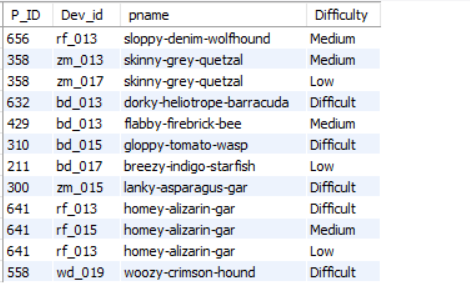 P_ID Dev_id pname Difficulty
656 rf_013 sloppy-denim-wolfhound Medium
358 zm_013 skinny-grey-quetzal Medium
358 zm_017 skinny-grey-quetzal Low
632 bd_013 dorky-heliotrope-barracuda Difficult
429 bd_013 flabby-firebrick-bee Medium
310 bd_015 gloppy-tomato-wasp Difficult
211 bd_017 breezy-indigo-starfish Low
300 zm_015 lanky-asparagus-gar Difficult
641 rf_013 homey-alizarin-gar Difficult
641 rf_015 homey-alizarin-gar Medium
641 rf_013 homey-alizarin-gar Low
558 wd_019 woozy-crimson-hound Difficult